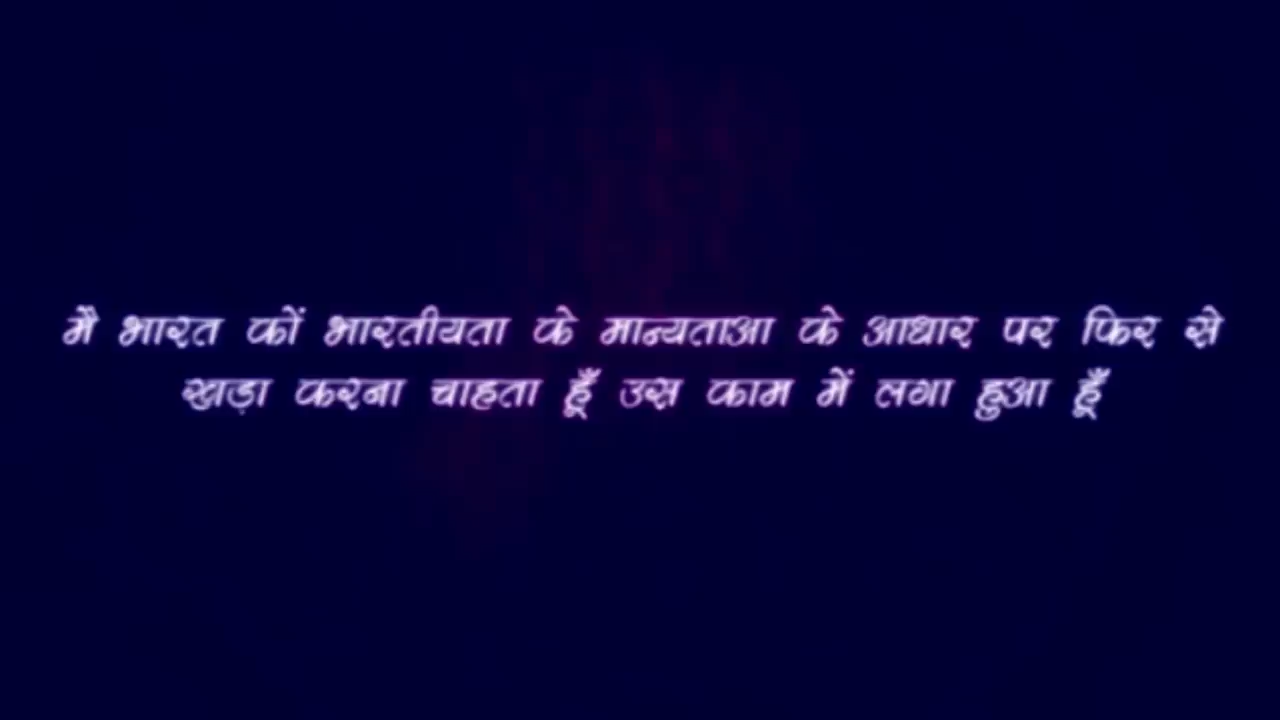 मै भारत कों भारतीयता के मान्यताआ के आधार पर फिर से
खड़ा करना चाहता हूँ उस काम में लगा हुआ हूँ